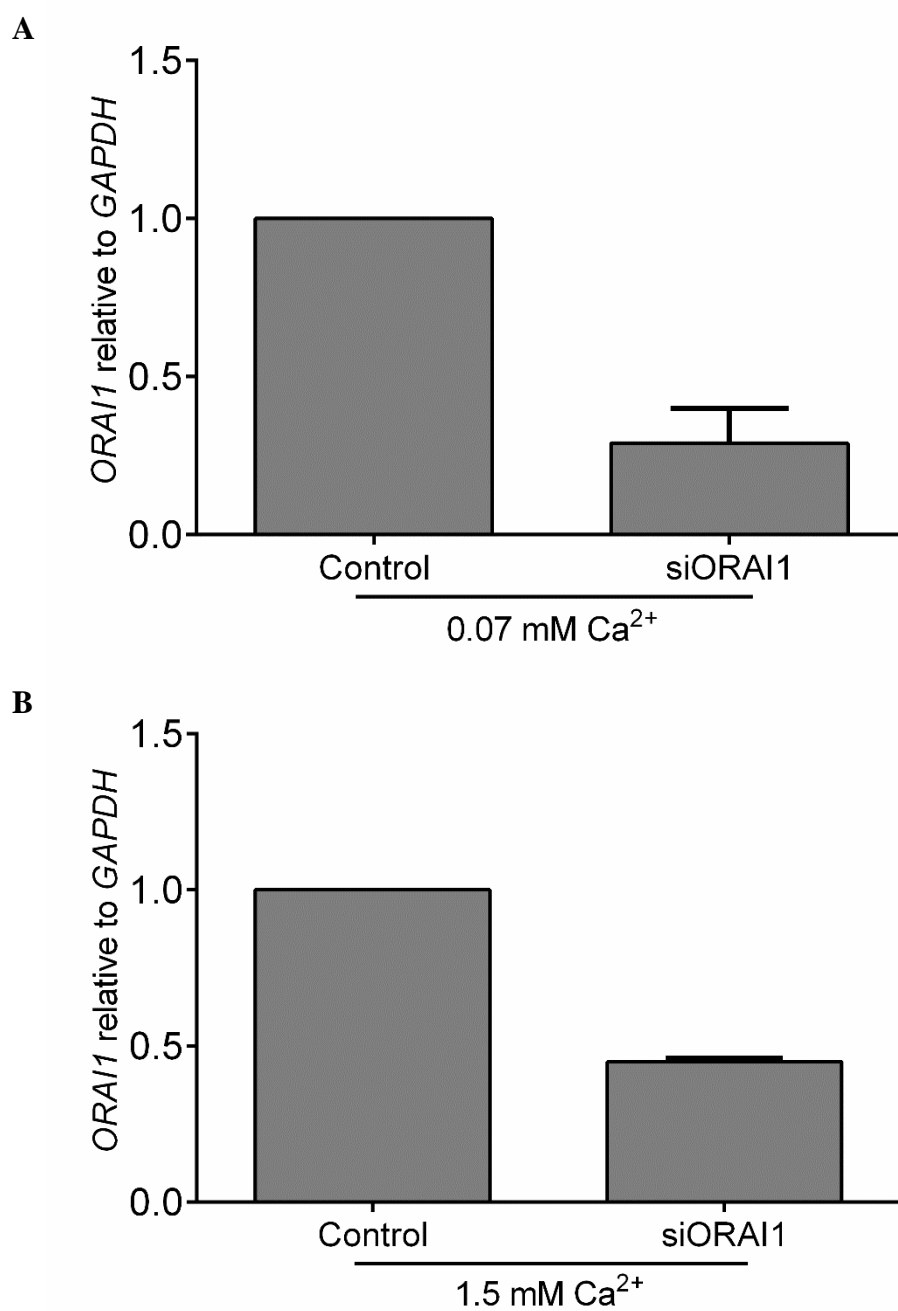 A
ORAI1 relative to GAPDH
1.5
1.0
0.5
0.0
Control siORAI1
0.07 mM Ca²⁺
B
ORAI1 relative to GAPDH
1.5
1.0
0.5
0.0
Control siORAI1
1.5 mM Ca²⁺